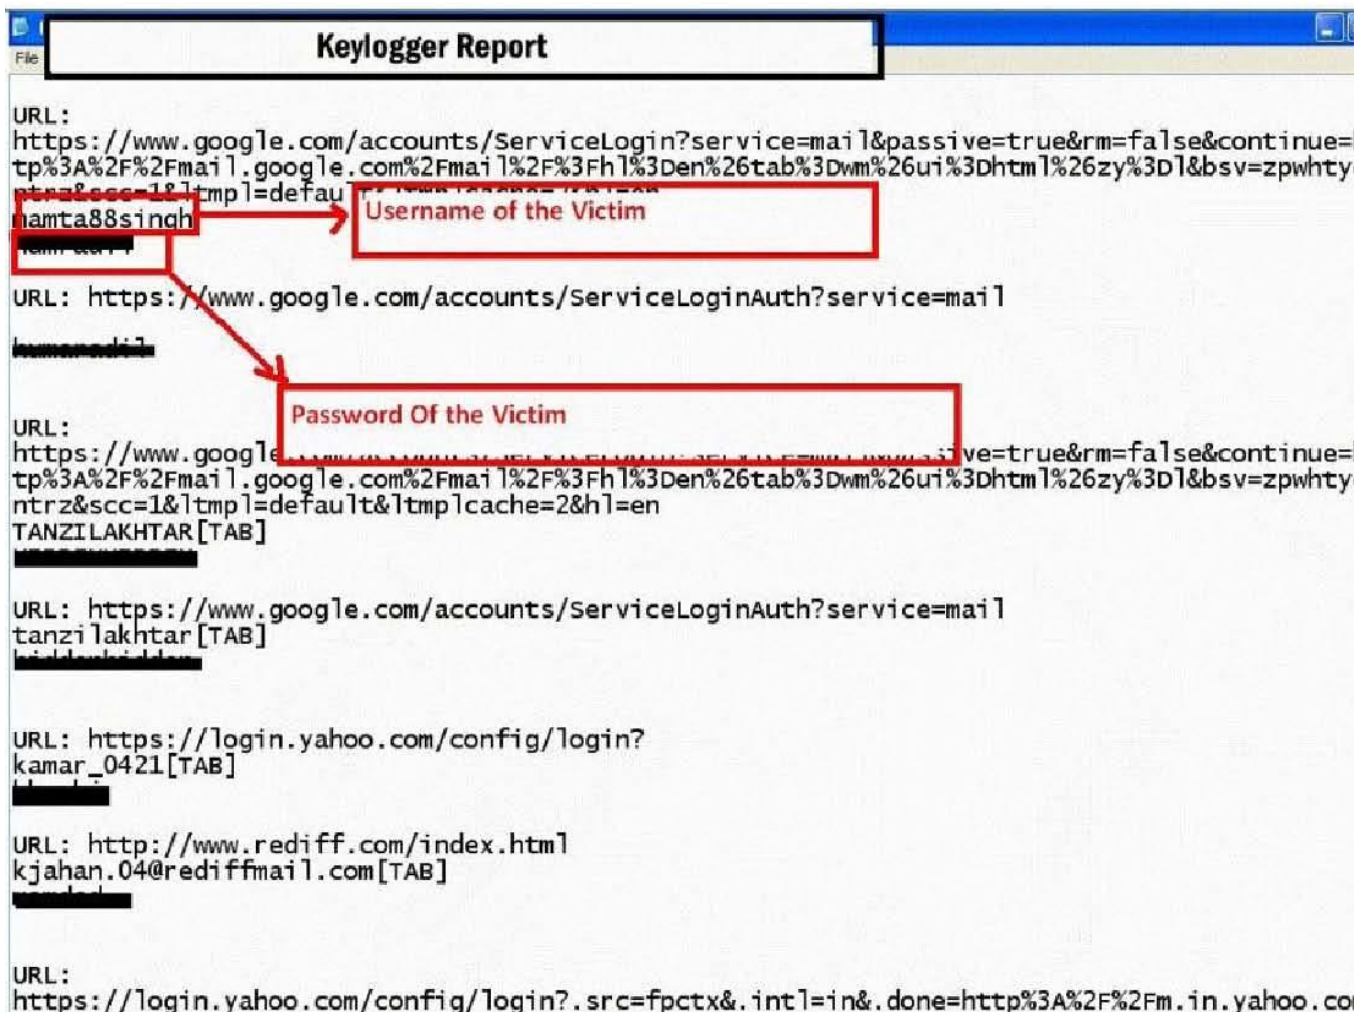 Keylogger Report
File
URL:
https://www.google.com/accounts/ServiceLogin?service=mail&passive=true&rm=false&continue=
tp%3A%2F%2Fmail.google.com%2Fmail%2F%3Fhl%3Den%26tab%3Dwm%26ui%3Dhtml%26zy%3Dl&bsv=zpwhty
Username of the Victim
URL: https://www.google.com/accounts/ServiceLoginAuth?service=mail
Password Of the Victim
URL:
https://www.google ive=true&rm=false&continue=
tp%3A%2F%2Fmail.google.com%2Fmail%2F%3Fhl%3Den%26tab%3Dwm%26ui%3Dhtml%26zy%3Dl&bsv=zpwhty
ntrz&scc=1&ltmpl=default&ltmplcache=2&hl=en
TANZILAKHTAR[TAB]
URL: https://www.google.com/accounts/ServiceLoginAuth?service=mail
tanzilakhtar[TAB]
URL: https://login.yahoo.com/config/login?
kamar_0421[TAB]
URL: http://www.rediff.com/index.html
kjahan.04@rediffmail.com[TAB]
URL:
https://login.yahoo.com/config/login?.src=fpctx&.intl=in&.done=http%3A%2F%2Fm.in.yahoo.co